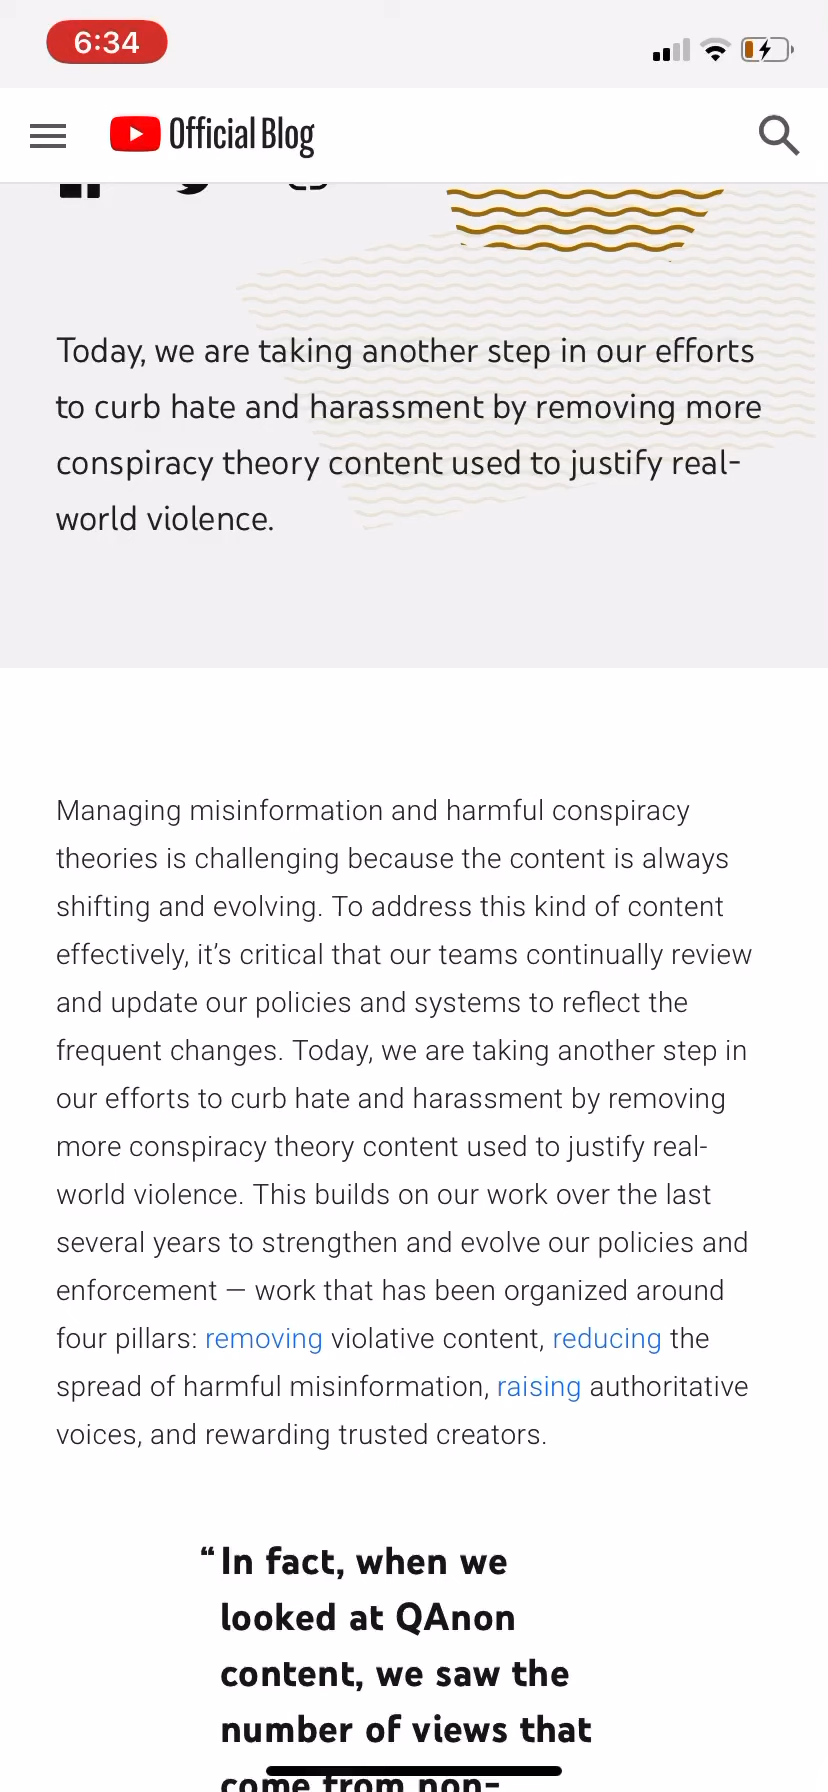 6:34
Official Blog
Today, we are taking another step in our efforts
to curb hate and harassment by removing more
conspiracy theory content used to justify real-
world violence.
Managing misinformation and harmful conspiracy
theories is challenging because the content is always
shifting and evolving. To address this kind of content
effectively, it’s critical that our teams continually review
and update our policies and systems to reflect the
frequent changes. Today, we are taking another step in
our efforts to curb hate and harassment by removing
more conspiracy theory content used to justify real-
world violence. This builds on our work over the last
several years to strengthen and evolve our policies and
enforcement — work that has been organized around
four pillars: removing violative content, reducing the
spread of harmful misinformation, raising authoritative
voices, and rewarding trusted creators.
“In fact, when we
looked at QAnon
content, we saw the
number of views that
come from non-